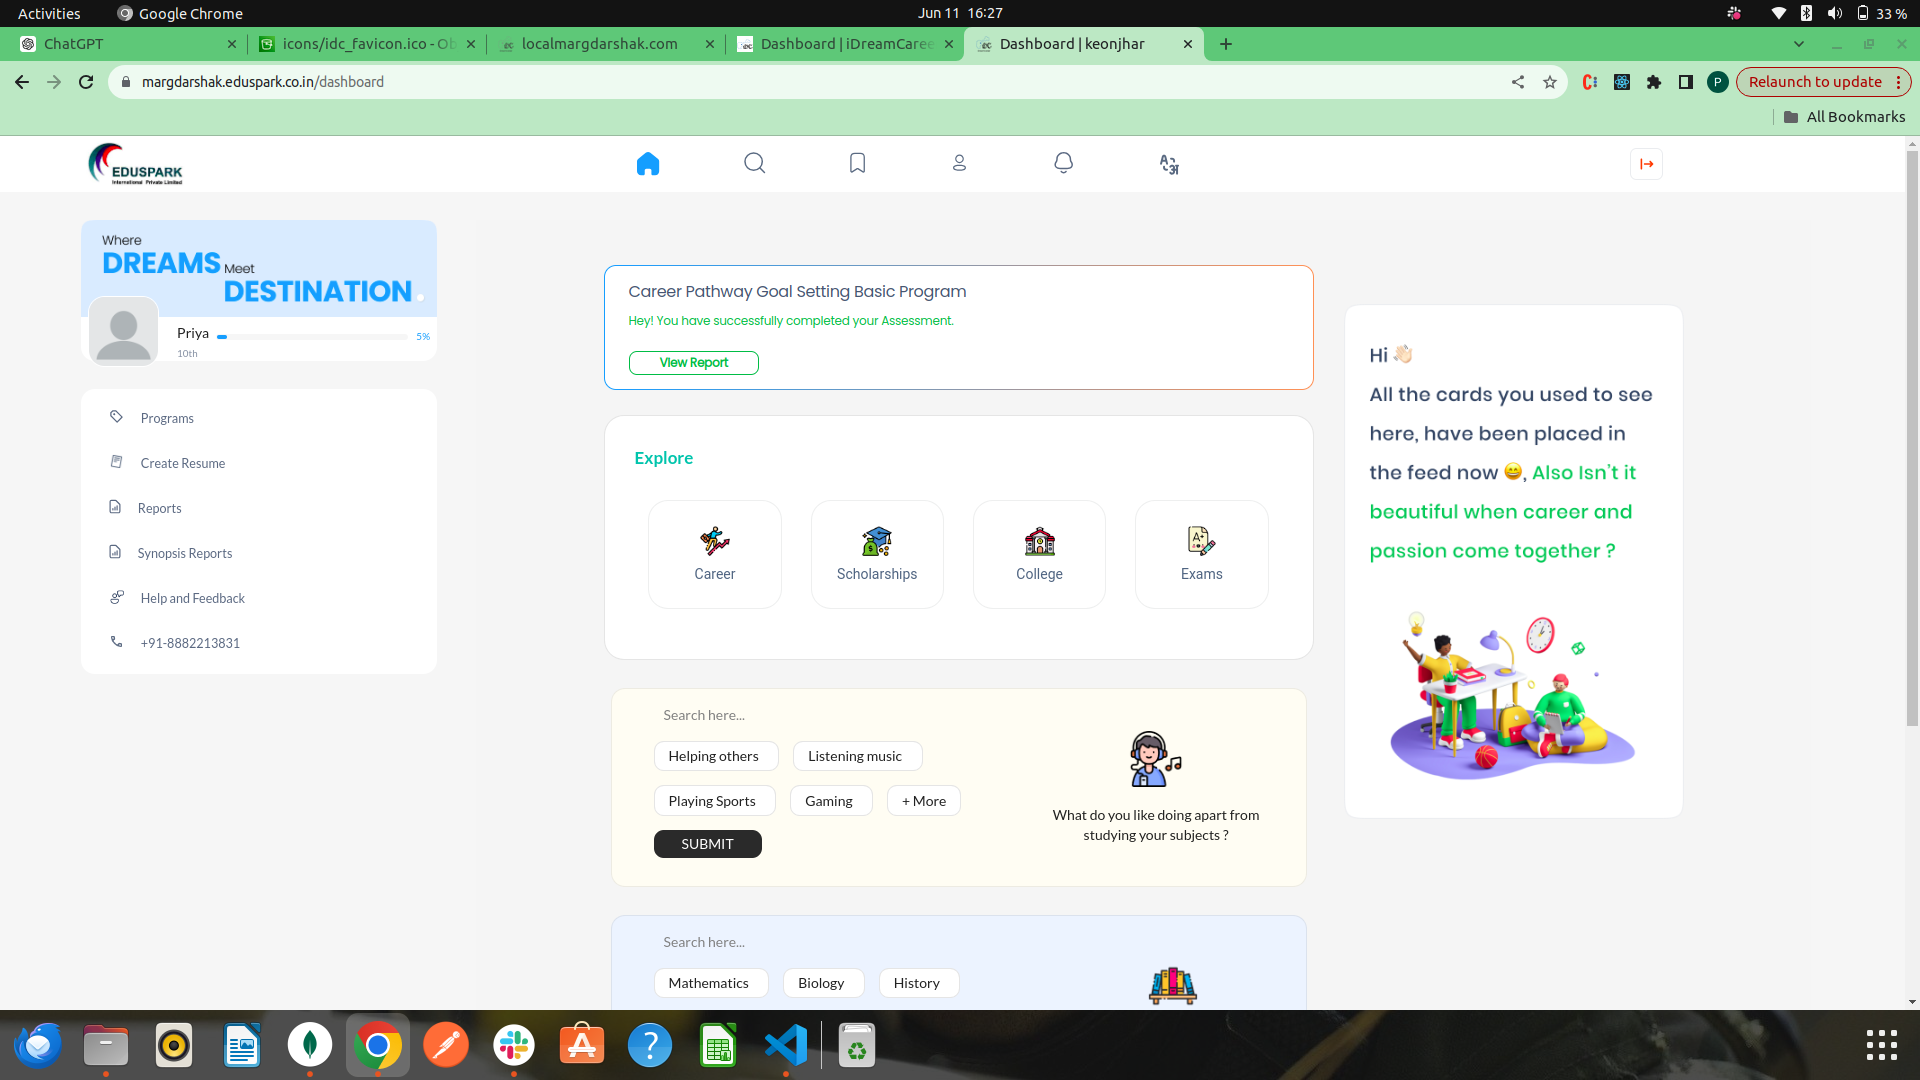 Activities
Google Chrome
Jun 11 16:27
33 %
ChatGPT
icons/idc_favicon.ico - Ob
localmargdarshak.com
Dashboard | iDreamCaree
Dashboard | keonjhar
margdarshak.eduspark.co.in/dashboard
P
Relaunch to update
All Bookmarks
EDUSPARK
International Private Limited
Where
DREAMS Meet
DESTINATION
Priya
5%
10th
Programs
Create Resume
Reports
Synopsis Reports
Help and Feedback
+91-8882213831
Career Pathway Goal Setting Basic Program
Hey! You have successfully completed your Assessment.
View Report
Explore
Career
Scholarships
College
Exams
A+
Search here...
Helping others
Listening music
Playing Sports
Gaming
+ More
SUBMIT
What do you like doing apart from
studying your subjects ?
Search here...
Mathematics
Biology
History
Hi 👋🏻
All the cards you used to see
here, have been placed in
the feed now 😄, Also Isn't it
beautiful when career and
passion come together ?